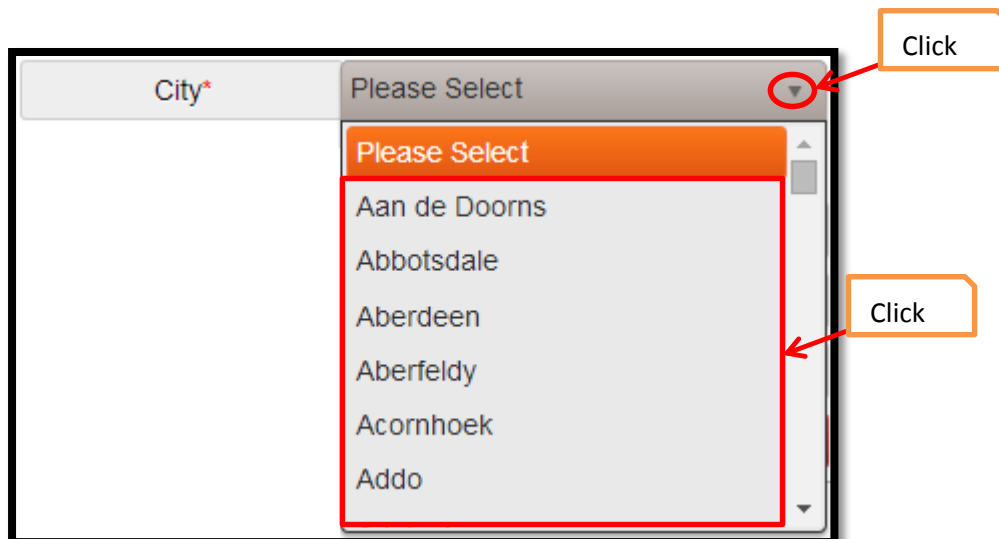 Click
City* Please Select
Please Select
Aan de Doorns
Abbotsdale
Aberdeen
Aberfeldy
Click
Acornhoek
Addo